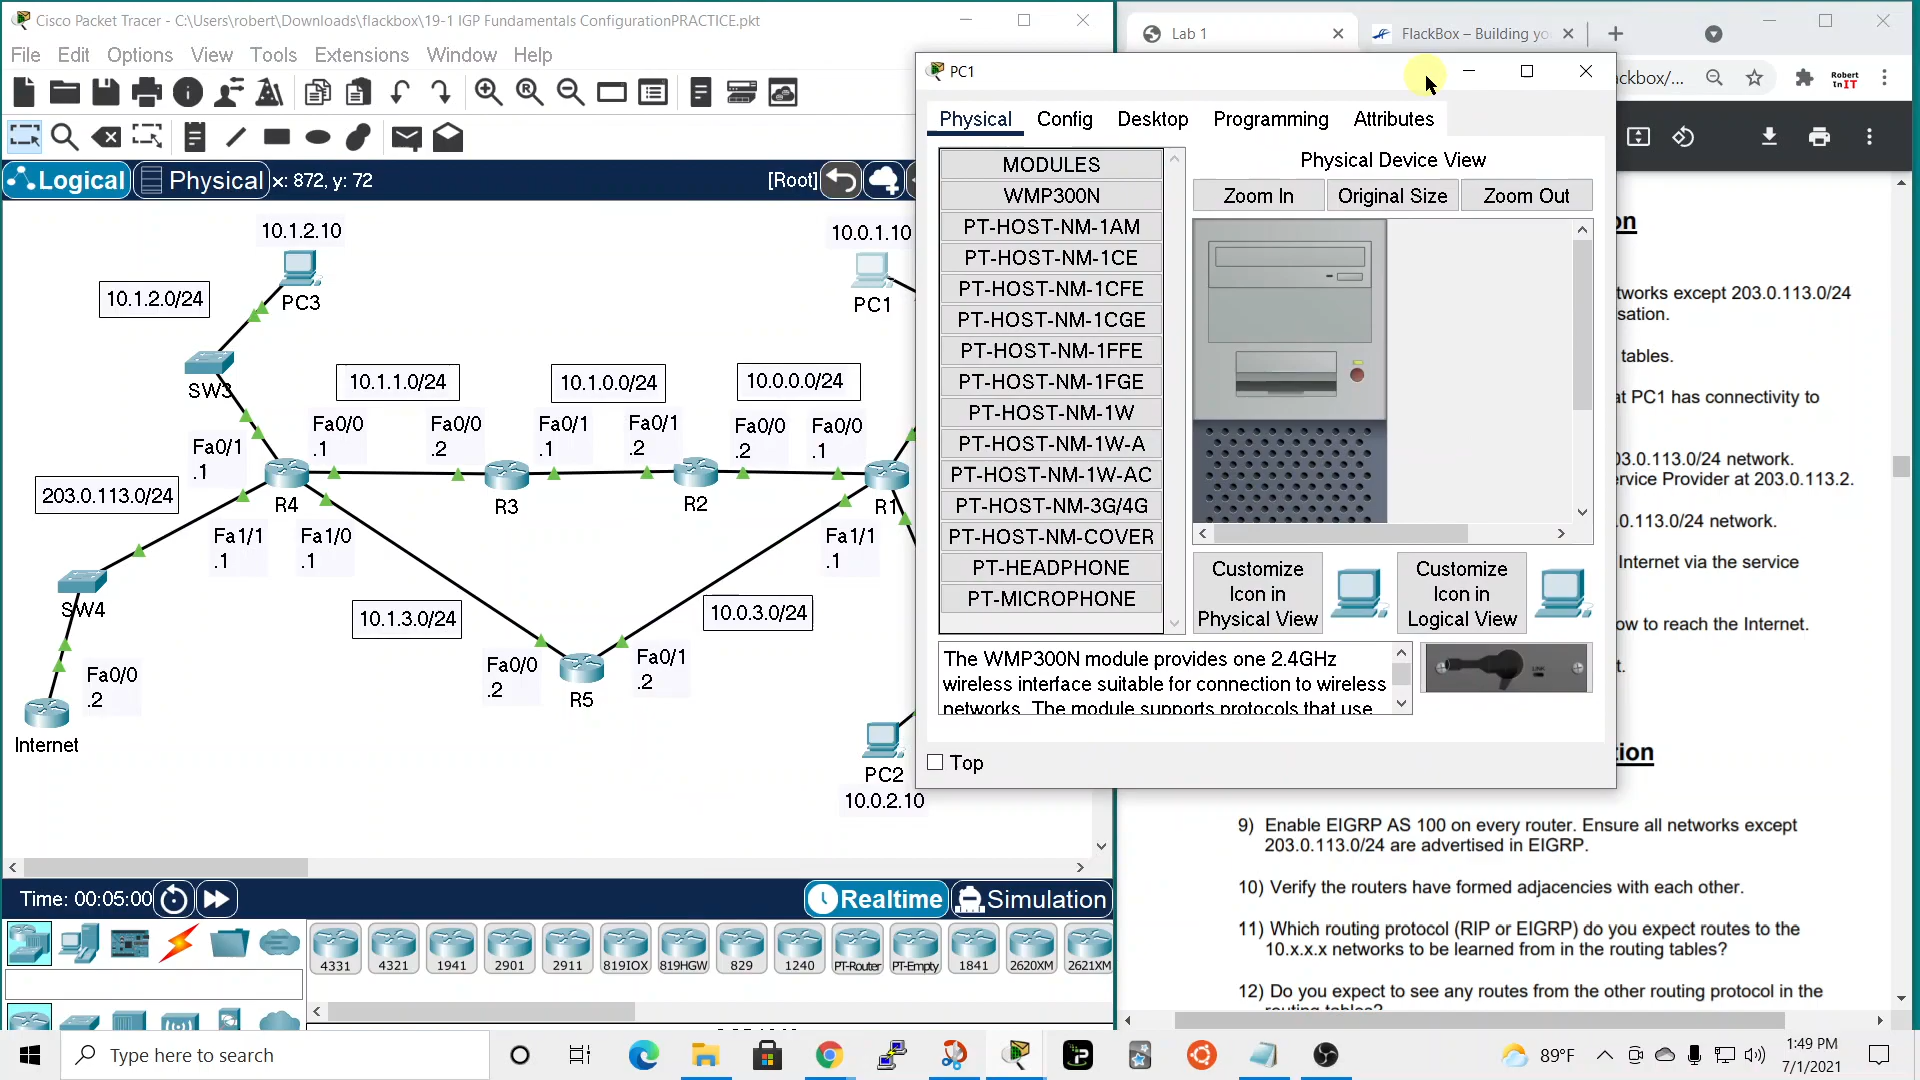 Cisco Packet Tracer - C:\Users\robert\Downloads\flackbox\19-1 IGP Fundamentals ConfigurationPRACTICE.pkt
File Edit Options View Tools Extensions Window Help
Logical Physical x: 872, y: 72 [Root]
10.1.2.10
10.0.1.10
PC3
PC1
10.1.2.0/24
SW3
10.1.1.0/24
10.1.0.0/24
10.0.0.0/24
Fa0/1
.1
Fa0/0
.1
Fa0/0
.2
Fa0/1
.1
Fa0/1
.2
Fa0/0
.2
Fa0/0
.1
203.0.113.0/24
R4
R3
R2
R1
Fa1/1
.1
Fa1/0
.1
Fa1/1
.1
SW4
10.1.3.0/24
10.0.3.0/24
Fa0/0
.2
Fa0/0
.2
Fa0/1
.2
R5
Internet
PC2
10.0.2.10
Time: 00:05:00
Realtime Simulation
4331 4321 1941 2901 2911 819IOX 819HGW 829 1240 PT-Router PT-Empty 1841 2620XM 2621XM
PC1
Physical Config Desktop Programming Attributes
MODULES
WMP300N
PT-HOST-NM-1AM
PT-HOST-NM-1CE
PT-HOST-NM-1CFE
PT-HOST-NM-1CGE
PT-HOST-NM-1FFE
PT-HOST-NM-1FGE
PT-HOST-NM-1W
PT-HOST-NM-1W-A
PT-HOST-NM-1W-AC
PT-HOST-NM-3G/4G
PT-HOST-NM-COVER
PT-HEADPHONE
PT-MICROPHONE
Physical Device View
Zoom In Original Size Zoom Out
Customize
Icon in
Physical View
Customize
Icon in
Logical View
The WMP300N module provides one 2.4GHz
wireless interface suitable for connection to wireless
networks. The module supports protocols that use
LINK
Top
Lab 1
FlackBox – Building yo
ckbox/...
Robert
In IT
on
tworks except 203.0.113.0/24
sation.
tables.
at PC1 has connectivity to
03.0.113.0/24 network.
rvice Provider at 203.0.113.2.
.0.113.0/24 network.
Internet via the service
ow to reach the Internet.
t.
tion
9) Enable EIGRP AS 100 on every router. Ensure all networks except
203.0.113.0/24 are advertised in EIGRP.
10) Verify the routers have formed adjacencies with each other.
11) Which routing protocol (RIP or EIGRP) do you expect routes to the
10.x.x.x networks to be learned from in the routing tables?
12) Do you expect to see any routes from the other routing protocol in the
routing tables?
Type here to search
89°F
1:49 PM
7/1/2021